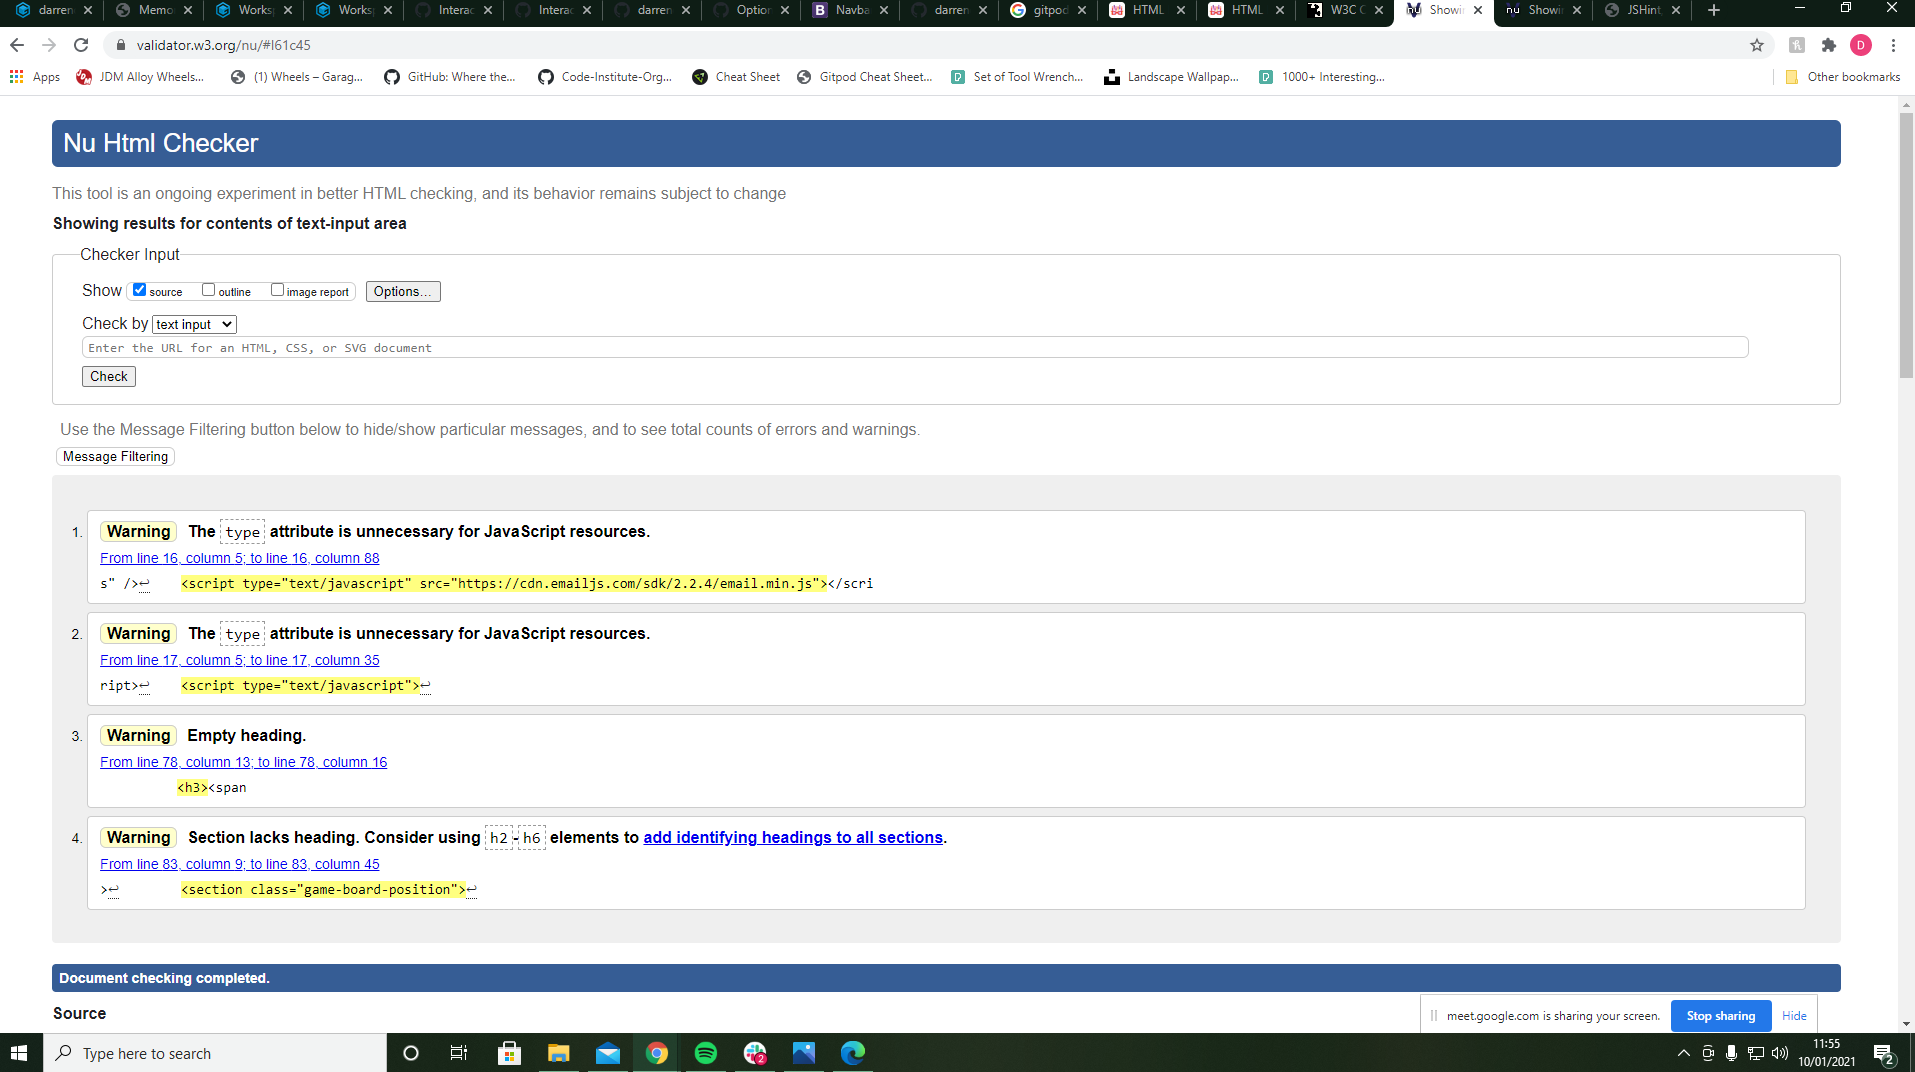 darren
Memo
Works
Works
Interac
Interac
darren
Option
Navba
darren
gitpod
HTML
HTML
W3C C
Showi
Showi
JSHint
validator.w3.org/nu/#l61c45
D
Apps
JDM Alloy Wheels...
(1) Wheels – Garag...
GitHub: Where the...
Code-Institute-Org...
Cheat Sheet
Gitpod Cheat Sheet...
Set of Tool Wrench...
Landscape Wallpap...
1000+ Interesting...
Other bookmarks
Nu Html Checker
This tool is an ongoing experiment in better HTML checking, and its behavior remains subject to change
Showing results for contents of text-input area
Checker Input
Show source outline image report Options...
Check by text input
Enter the URL for an HTML, CSS, or SVG document
Check
Use the Message Filtering button below to hide/show particular messages, and to see total counts of errors and warnings.
Message Filtering
1. Warning The type attribute is unnecessary for JavaScript resources.
From line 16, column 5; to line 16, column 88
s" />↩ <script type="text/javascript" src="https://cdn.emailjs.com/sdk/2.2.4/email.min.js"></scri
2. Warning The type attribute is unnecessary for JavaScript resources.
From line 17, column 5; to line 17, column 35
ript>↩ <script type="text/javascript">↩
3. Warning Empty heading.
From line 78, column 13; to line 78, column 16
<h3><span
4. Warning Section lacks heading. Consider using h2-h6 elements to add identifying headings to all sections.
From line 83, column 9; to line 83, column 45
>↩ <section class="game-board-position">↩
Document checking completed.
Source
meet.google.com is sharing your screen. Stop sharing Hide
Type here to search
2
11:55
10/01/2021
2